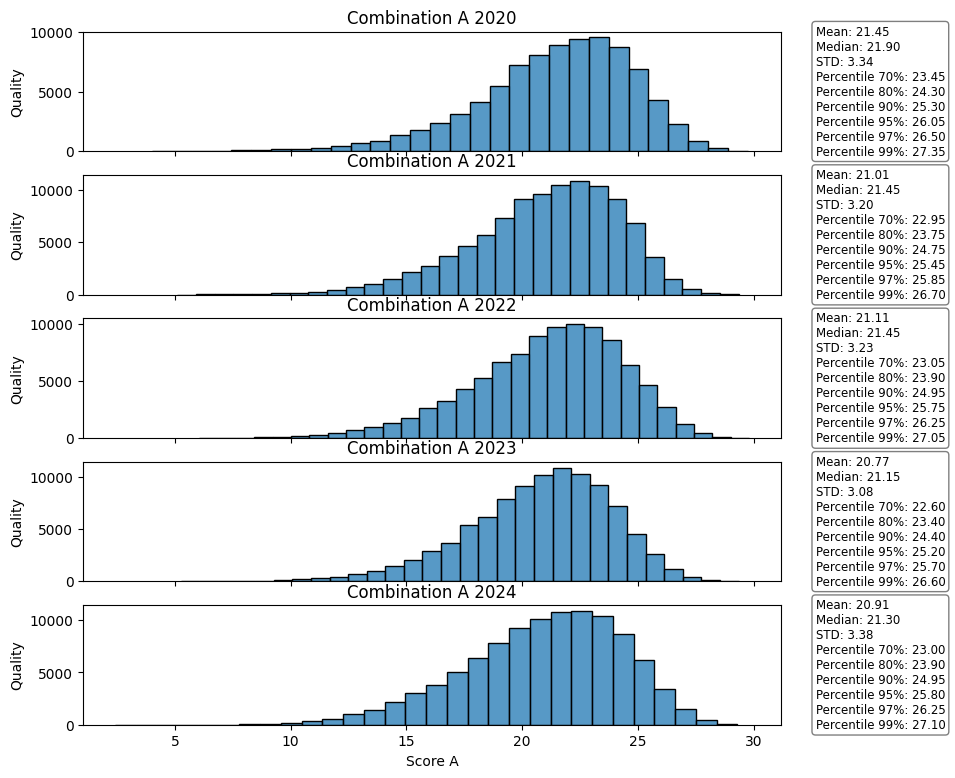 Combination A 2020
10000
5000
0
Quality
Mean: 21.45
Median: 21.90
STD: 3.34
Percentile 70%: 23.45
Percentile 80%: 24.30
Percentile 90%: 25.30
Percentile 95%: 26.05
Percentile 97%: 26.50
Percentile 99%: 27.35
Combination A 2021
10000
5000
0
Quality
Mean: 21.01
Median: 21.45
STD: 3.20
Percentile 70%: 22.95
Percentile 80%: 23.75
Percentile 90%: 24.75
Percentile 95%: 25.45
Percentile 97%: 25.85
Percentile 99%: 26.70
Combination A 2022
10000
5000
0
Quality
Mean: 21.11
Median: 21.45
STD: 3.23
Percentile 70%: 23.05
Percentile 80%: 23.90
Percentile 90%: 24.95
Percentile 95%: 25.75
Percentile 97%: 26.25
Percentile 99%: 27.05
Combination A 2023
10000
5000
0
Quality
Mean: 20.77
Median: 21.15
STD: 3.08
Percentile 70%: 22.60
Percentile 80%: 23.40
Percentile 90%: 24.40
Percentile 95%: 25.20
Percentile 97%: 25.70
Percentile 99%: 26.60
Combination A 2024
10000
5000
0
Quality
Mean: 20.91
Median: 21.30
STD: 3.38
Percentile 70%: 23.00
Percentile 80%: 23.90
Percentile 90%: 24.95
Percentile 95%: 25.80
Percentile 97%: 26.25
Percentile 99%: 27.10
5 10 15 20 25 30
Score A